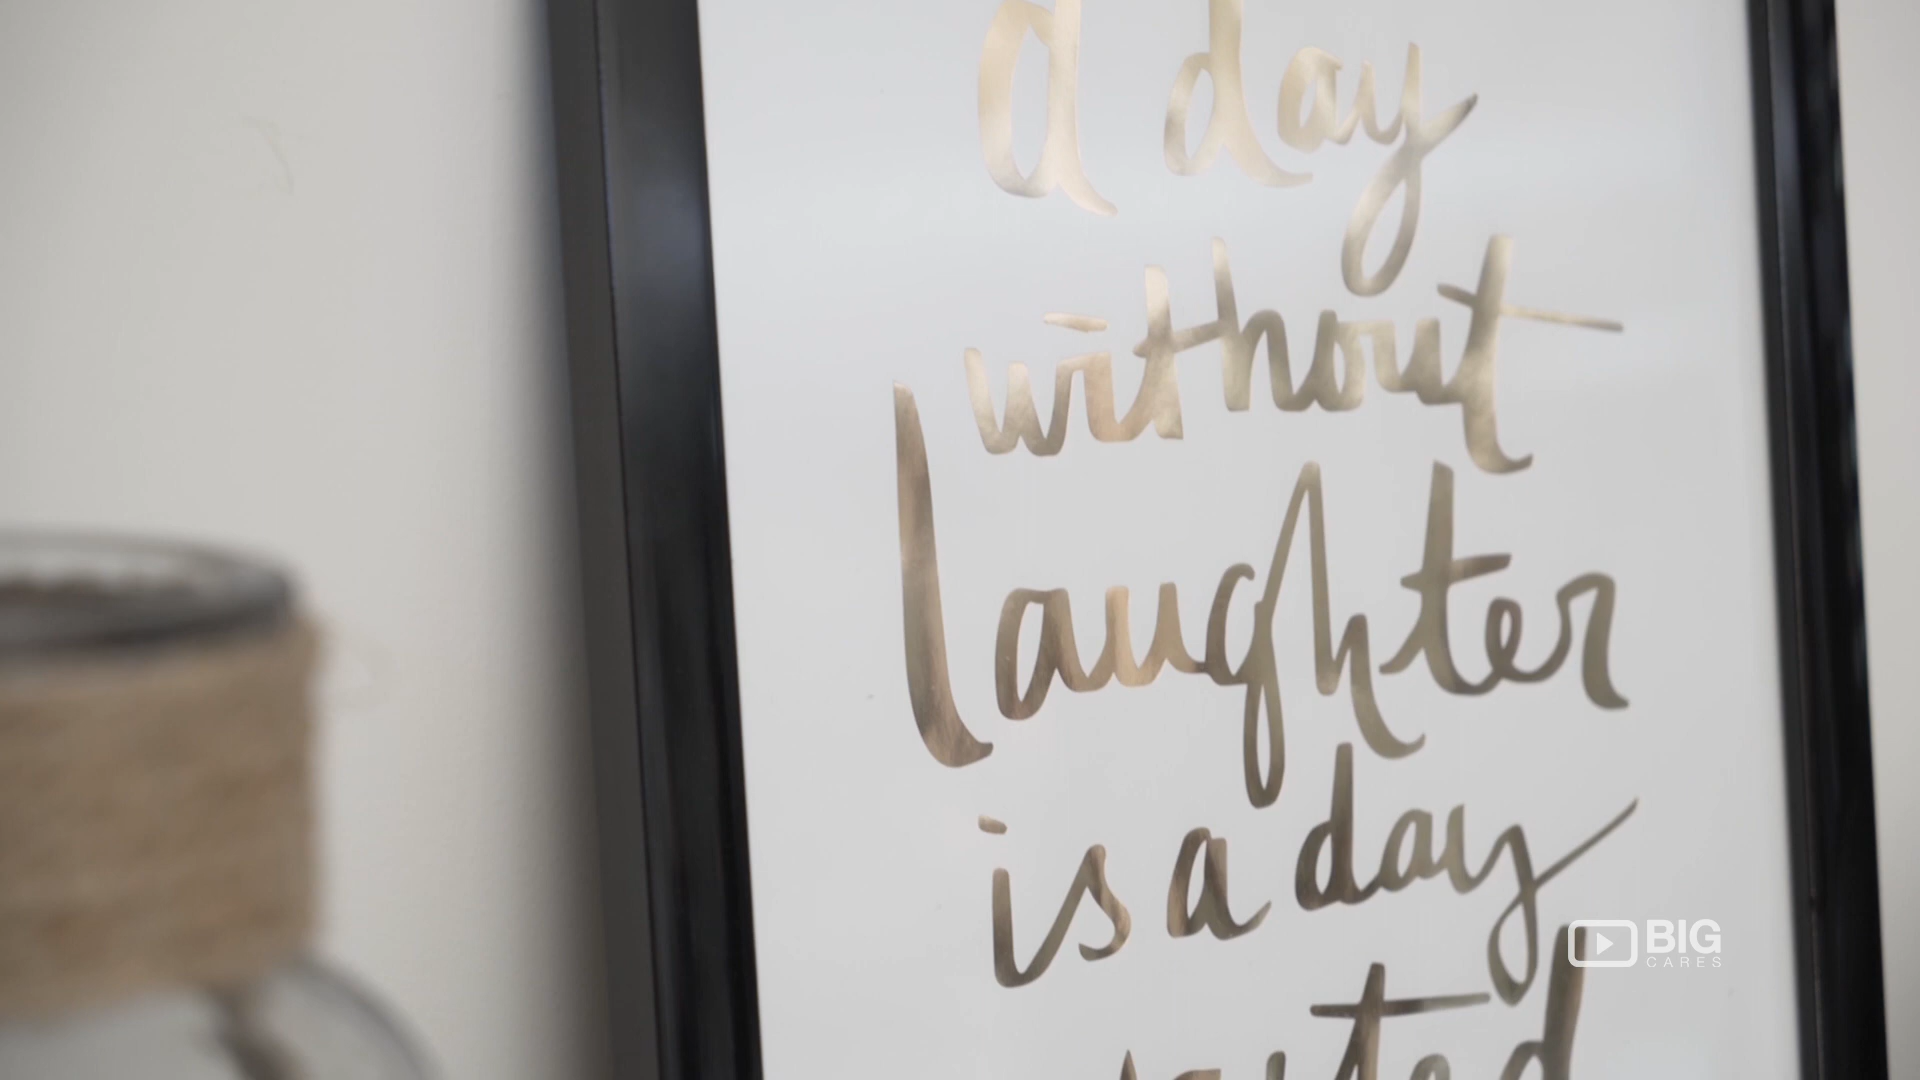 a day
without
laughter
is a day
BIG
CARES